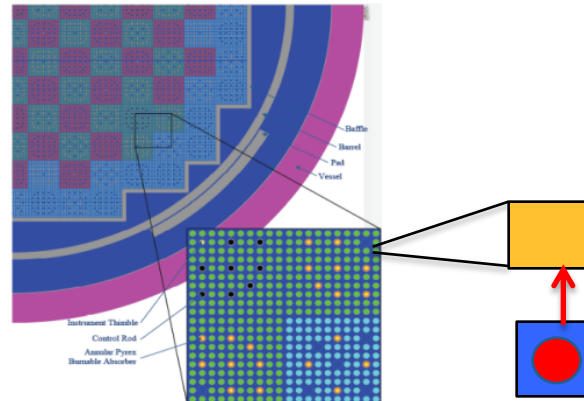 Baffle
Barrel
Pad
Vessel
Instrument Thimble
Control Rod
Annular Pyrex
Burnable Absorber